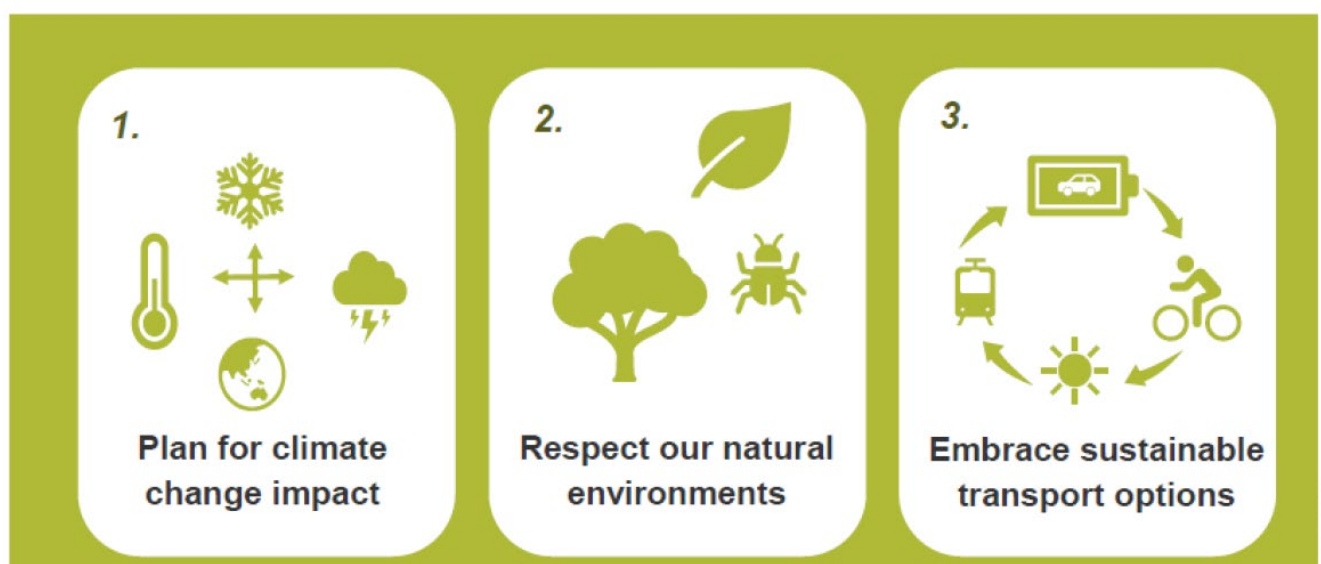 1.
Plan for climate
change impact
2.
Respect our natural
environments
3.
Embrace sustainable
transport options